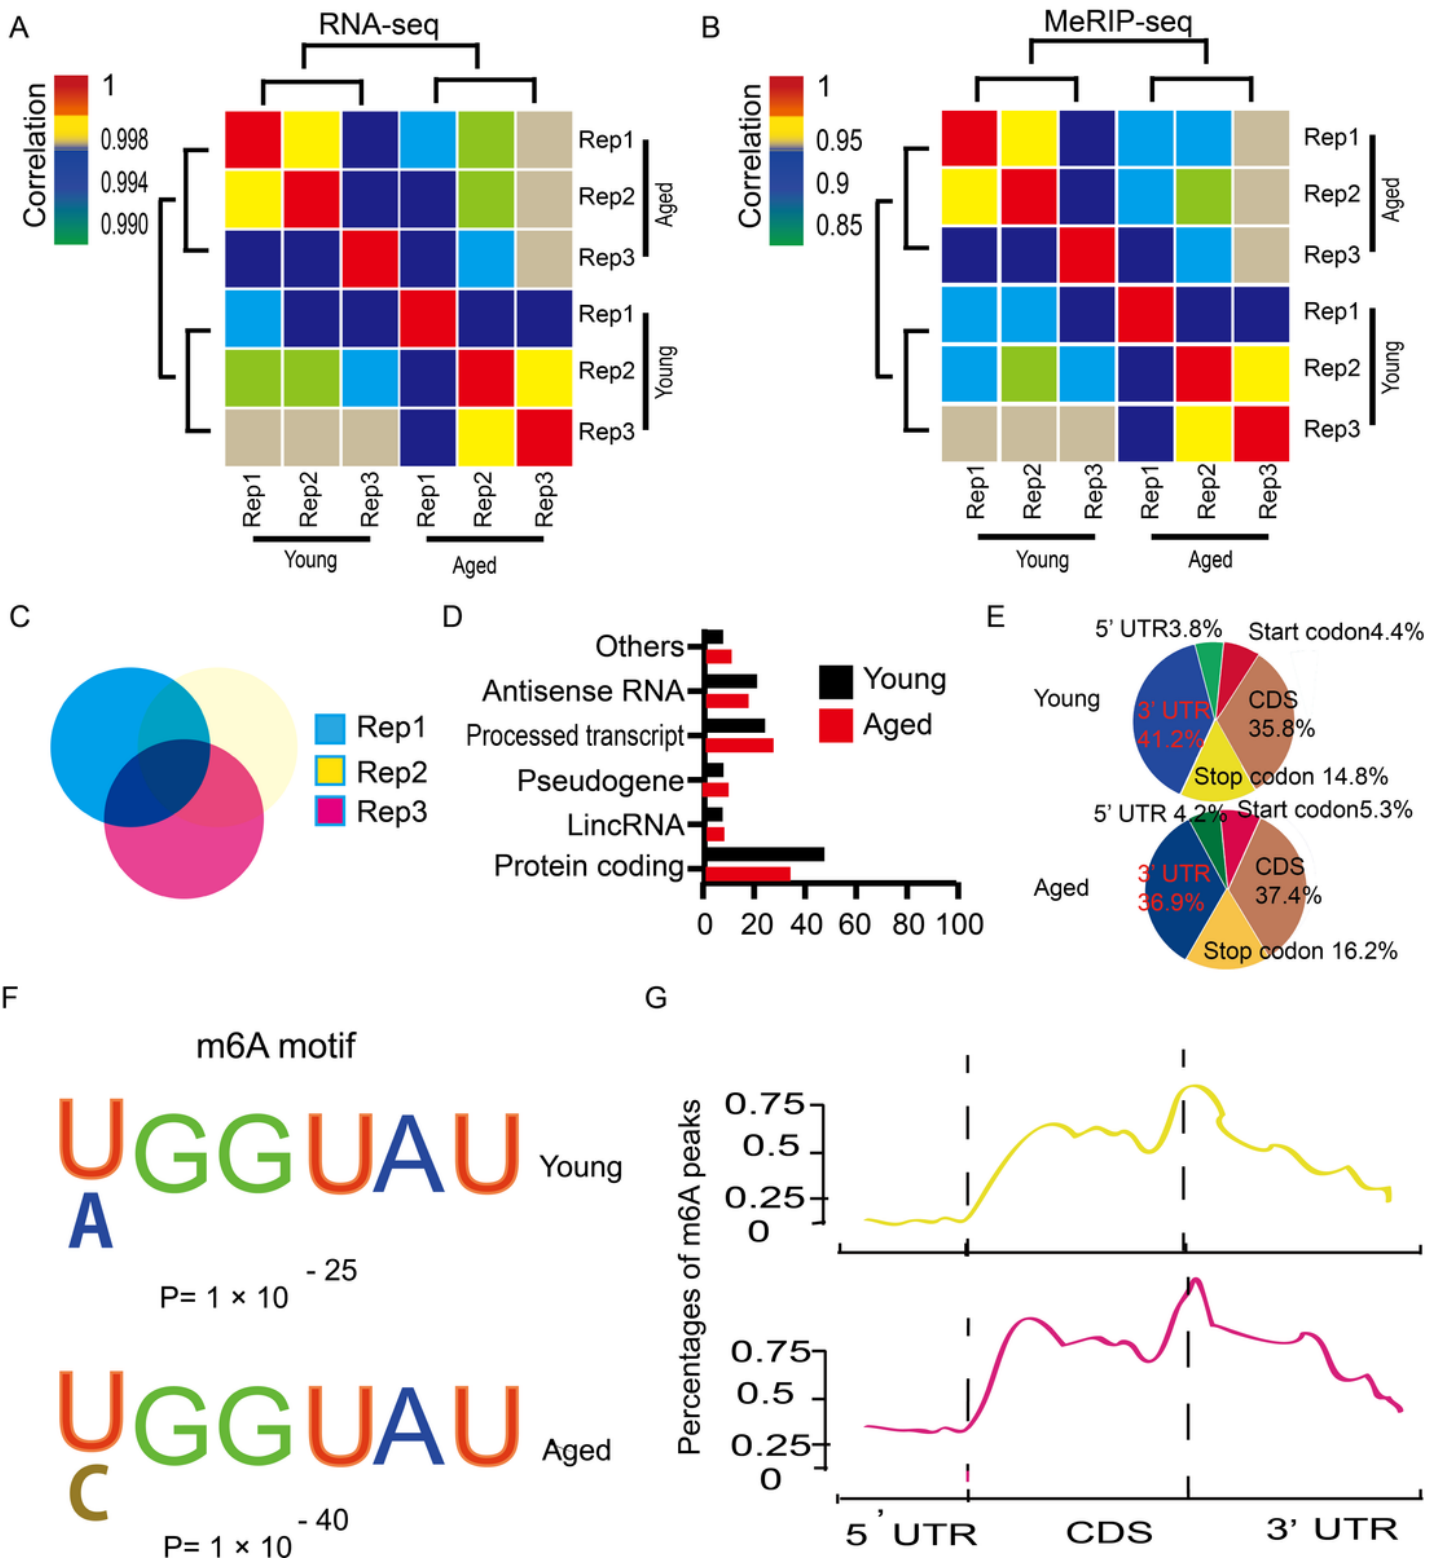 A
RNA-seq
Correlation
1
0.998
0.994
0.990
Rep1
Rep2
Rep3
Aged
Rep1
Rep2
Rep3
Young
Rep1 Rep2 Rep3 Rep1 Rep2 Rep3
Young Aged
B
MeRIP-seq
Correlation
1
0.95
0.9
0.85
Rep1
Rep2
Rep3
Aged
Rep1
Rep2
Rep3
Young
Rep1 Rep2 Rep3 Rep1 Rep2 Rep3
Young Aged
C
Rep1
Rep2
Rep3
D
Others
Antisense RNA
Processed transcript
Pseudogene
LincRNA
Protein coding
0 20 40 60 80 100
Young
Aged
E
5' UTR3.8% Start codon4.4%
Young
3' UTR
41.2%
CDS
35.8%
Stop codon 14.8%
5' UTR 4.2% Start codon5.3%
Aged
3' UTR
36.9%
CDS
37.4%
Stop codon 16.2%
F
m6A motif
UGGUAU Young
A
P= 1 × 10 - 25
UGGUAU Aged
C
P= 1 × 10 - 40
G
Percentages of m6A peaks
0.75
0.5
0.25
0
0.75
0.5
0.25
0
5' UTR CDS 3' UTR